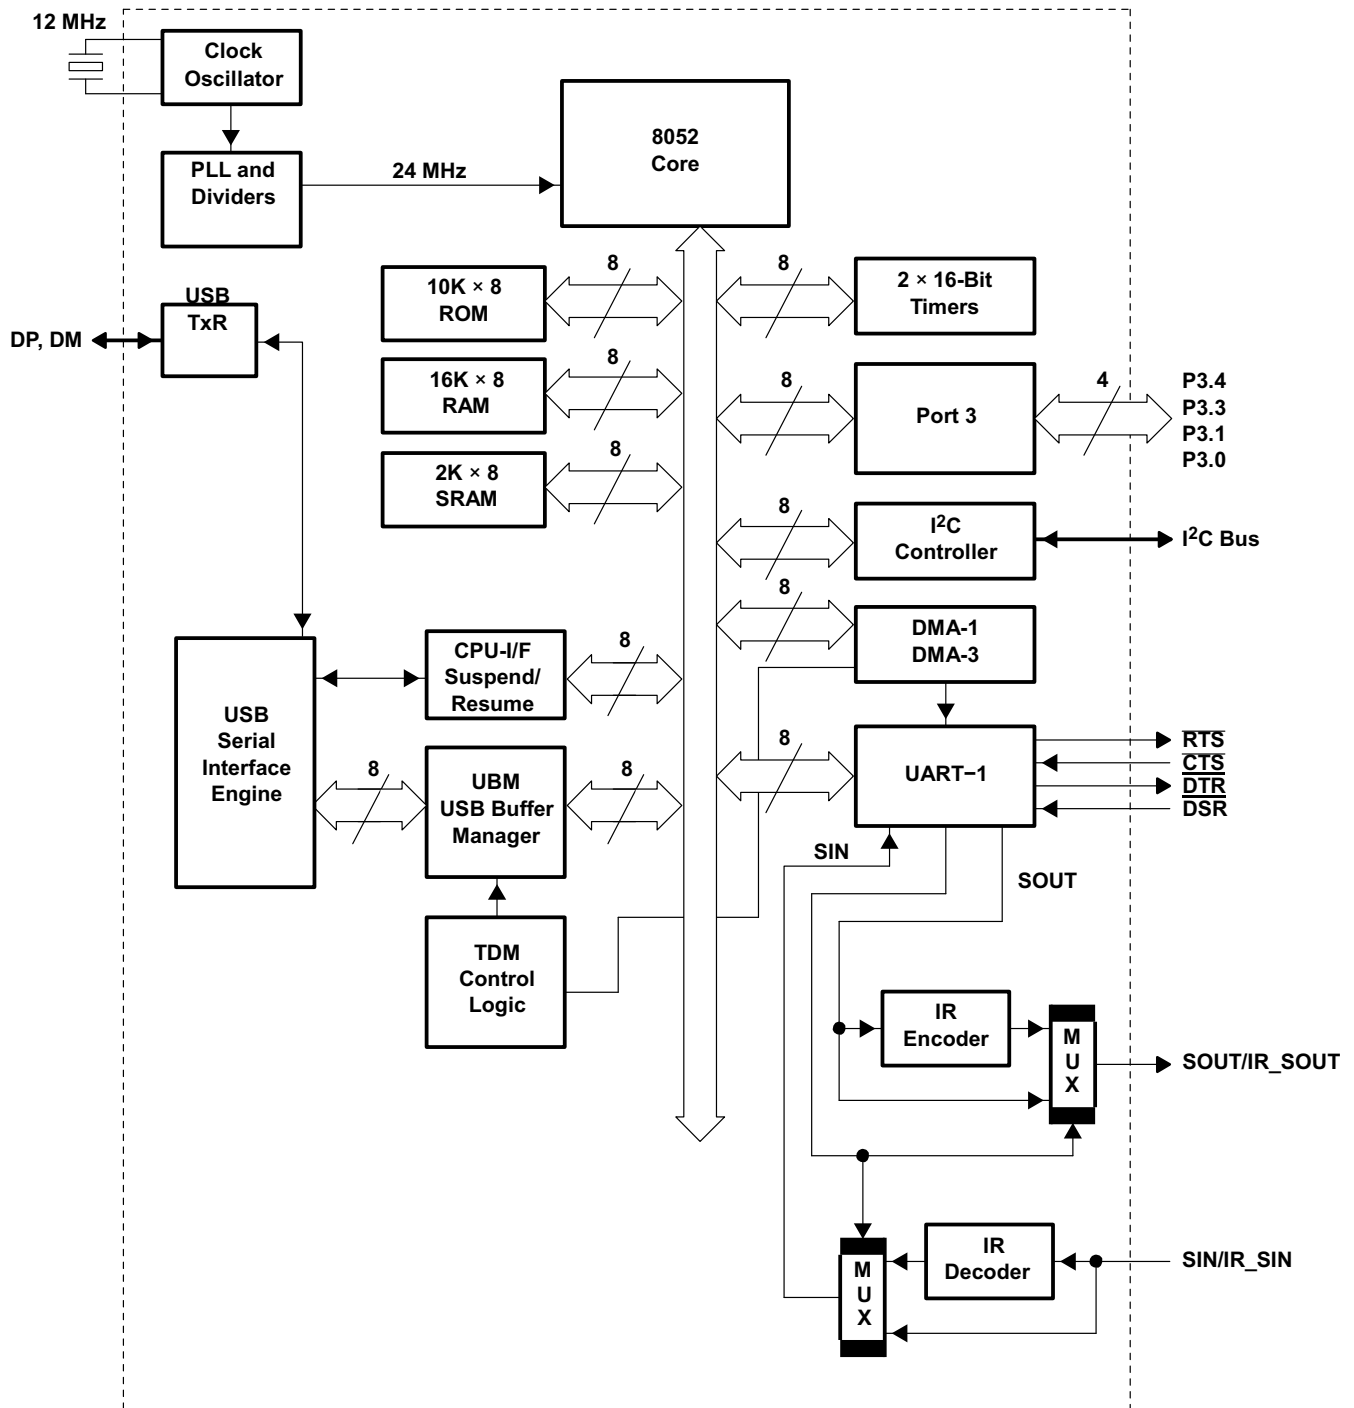 12 MHz
Clock
Oscillator
PLL and
Dividers
24 MHz
8052
Core
USB
TxR
DP, DM
10K × 8
ROM
8
8
2 × 16-Bit
Timers
16K × 8
RAM
8
8
Port 3
4
P3.4
P3.3
P3.1
P3.0
2K × 8
SRAM
8
8
I²C
Controller
I²C Bus
8
DMA-1
DMA-3
CPU-I/F
Suspend/
Resume
8
USB
Serial
Interface
Engine
8
UBM
USB Buffer
Manager
8
8
UART−1
RTS
CTS
DTR
DSR
SIN
SOUT
TDM
Control
Logic
IR
Encoder
M
U
X
SOUT/IR_SOUT
M
U
X
IR
Decoder
SIN/IR_SIN